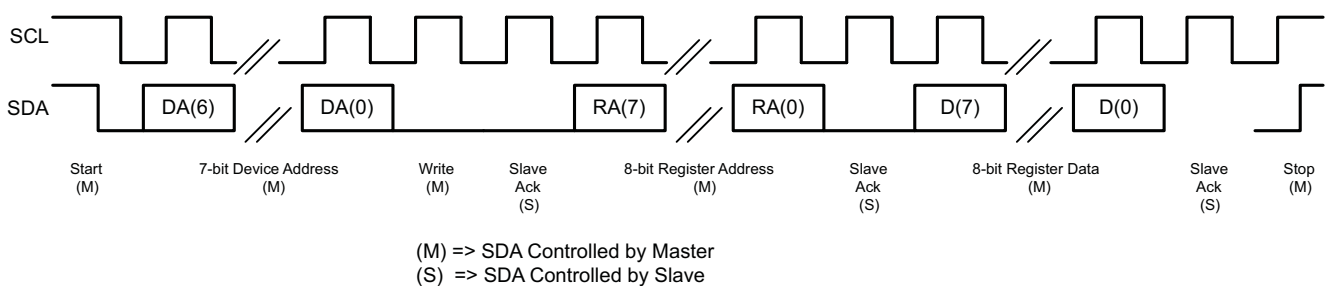 SCL
SDA
DA(6)
DA(0)
RA(7)
RA(0)
D(7)
D(0)
Start
(M)
7-bit Device Address
(M)
Write
(M)
Slave
Ack
(S)
8-bit Register Address
(M)
Slave
Ack
(S)
8-bit Register Data
(M)
Slave
Ack
(S)
Stop
(M)
(M) => SDA Controlled by Master
(S) => SDA Controlled by Slave